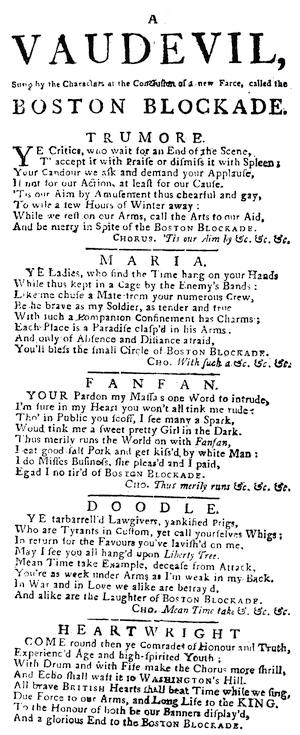 A
VAUDEVIL,
Sung by the Characters at the Conclusion of a new Farce, called the
BOSTON BLOCKADE.
TRUMORE.
YE Critics, who wait for an End of the Scene,
T' accept it with Praise or dismiss it with Spleen;
Your Candour we ask and demand your Applause,
If not for our Action, at least for our Cause.
'Tis our Aim by Amusement thus chearful and gay,
To wile a few Hours of Winter away:
While we rest on our Arms, call the Arts to our Aid,
And be merry in Spite of the BOSTON BLOCKADE.
CHORUS. 'Tis our Aim by &c. &c. &c.
MARIA.
YE Ladies, who find the Time hang on your Hands
While thus kept in a Cage by the Enemy's Bands:
Like me chuse a Mate from your numerous Crew,
Be he brave as my Soldier, as tender and true
With such a Companion Confinement has Charms;
Each Place is a Paradise clasp'd in his Arms.
And only of Absence and Distance afraid,
You'll bless the small Circle of BOSTON BLOCKADE.
CHO. With such a &c. &c. &c.
FANFAN.
YOUR Pardon my Massa s one Word to intrude,
I'm sure in my Heart you won't all tink me rude:
Tho' in Public you scoff, I see many a Spark,
Woud tink me a sweet pretty Girl in the Dark.
Thus merily runs the World on with Fanfan,
I eat good salt Pork and get kiss'd by white Man:
I do Misses Business, she pleas'd and I paid,
Egad I no tir'd of BOSTON BLOCKADE.
CHO. Thus merily runs &c. &c. &c.
DOODLE.
YE tarbarrell'd Lawgivers, yankified Prigs,
Who are Tyrants in Custom, yet call yourselves Whigs;
In return for the Favours you've lavish'd on me,
May I see you all hang'd upon Liberty Tree.
Mean Time take Example, decease from Attack,
You're as week under Arms as I'm weak in my Back.
In War and in Love we alike are betray'd,
And alike are the Laughter of BOSTON BLOCKADE.
CHO. Mean Time take &. &c. &c.
HEARTWRIGHT
COME round then ye Comrades of Honour and Truth,
Experienc'd Age and high-spirited Youth;
With Drum and with Fife make the Chorus more shrill,
And Echo shall waft it to WASHINGTON's Hill.
All brave BRITISH Hearts shall beat Time while we sing,
Due Force to our Arms, and Long Life to the KING.
To the Honour of both be our Banners display'd,
And a glorious End to the BOSTON BLOCKADE.